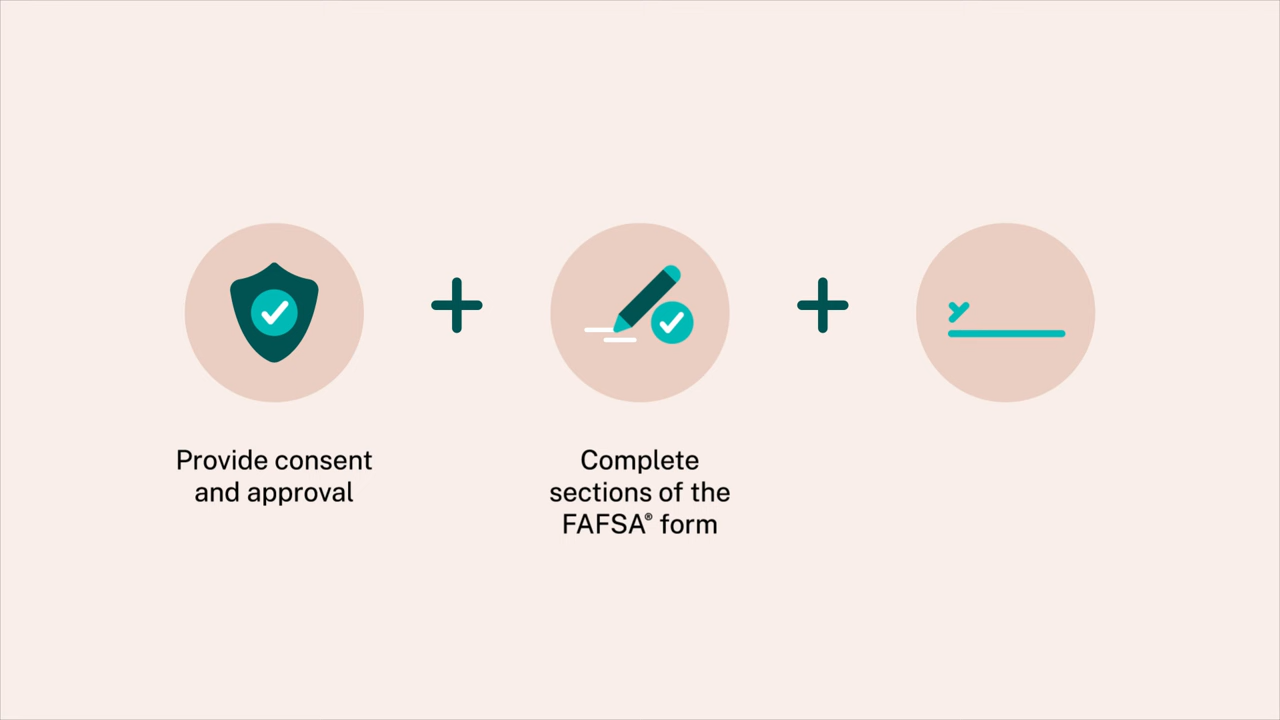 Provide consent
and approval
Complete
sections of the
FAFSA® form